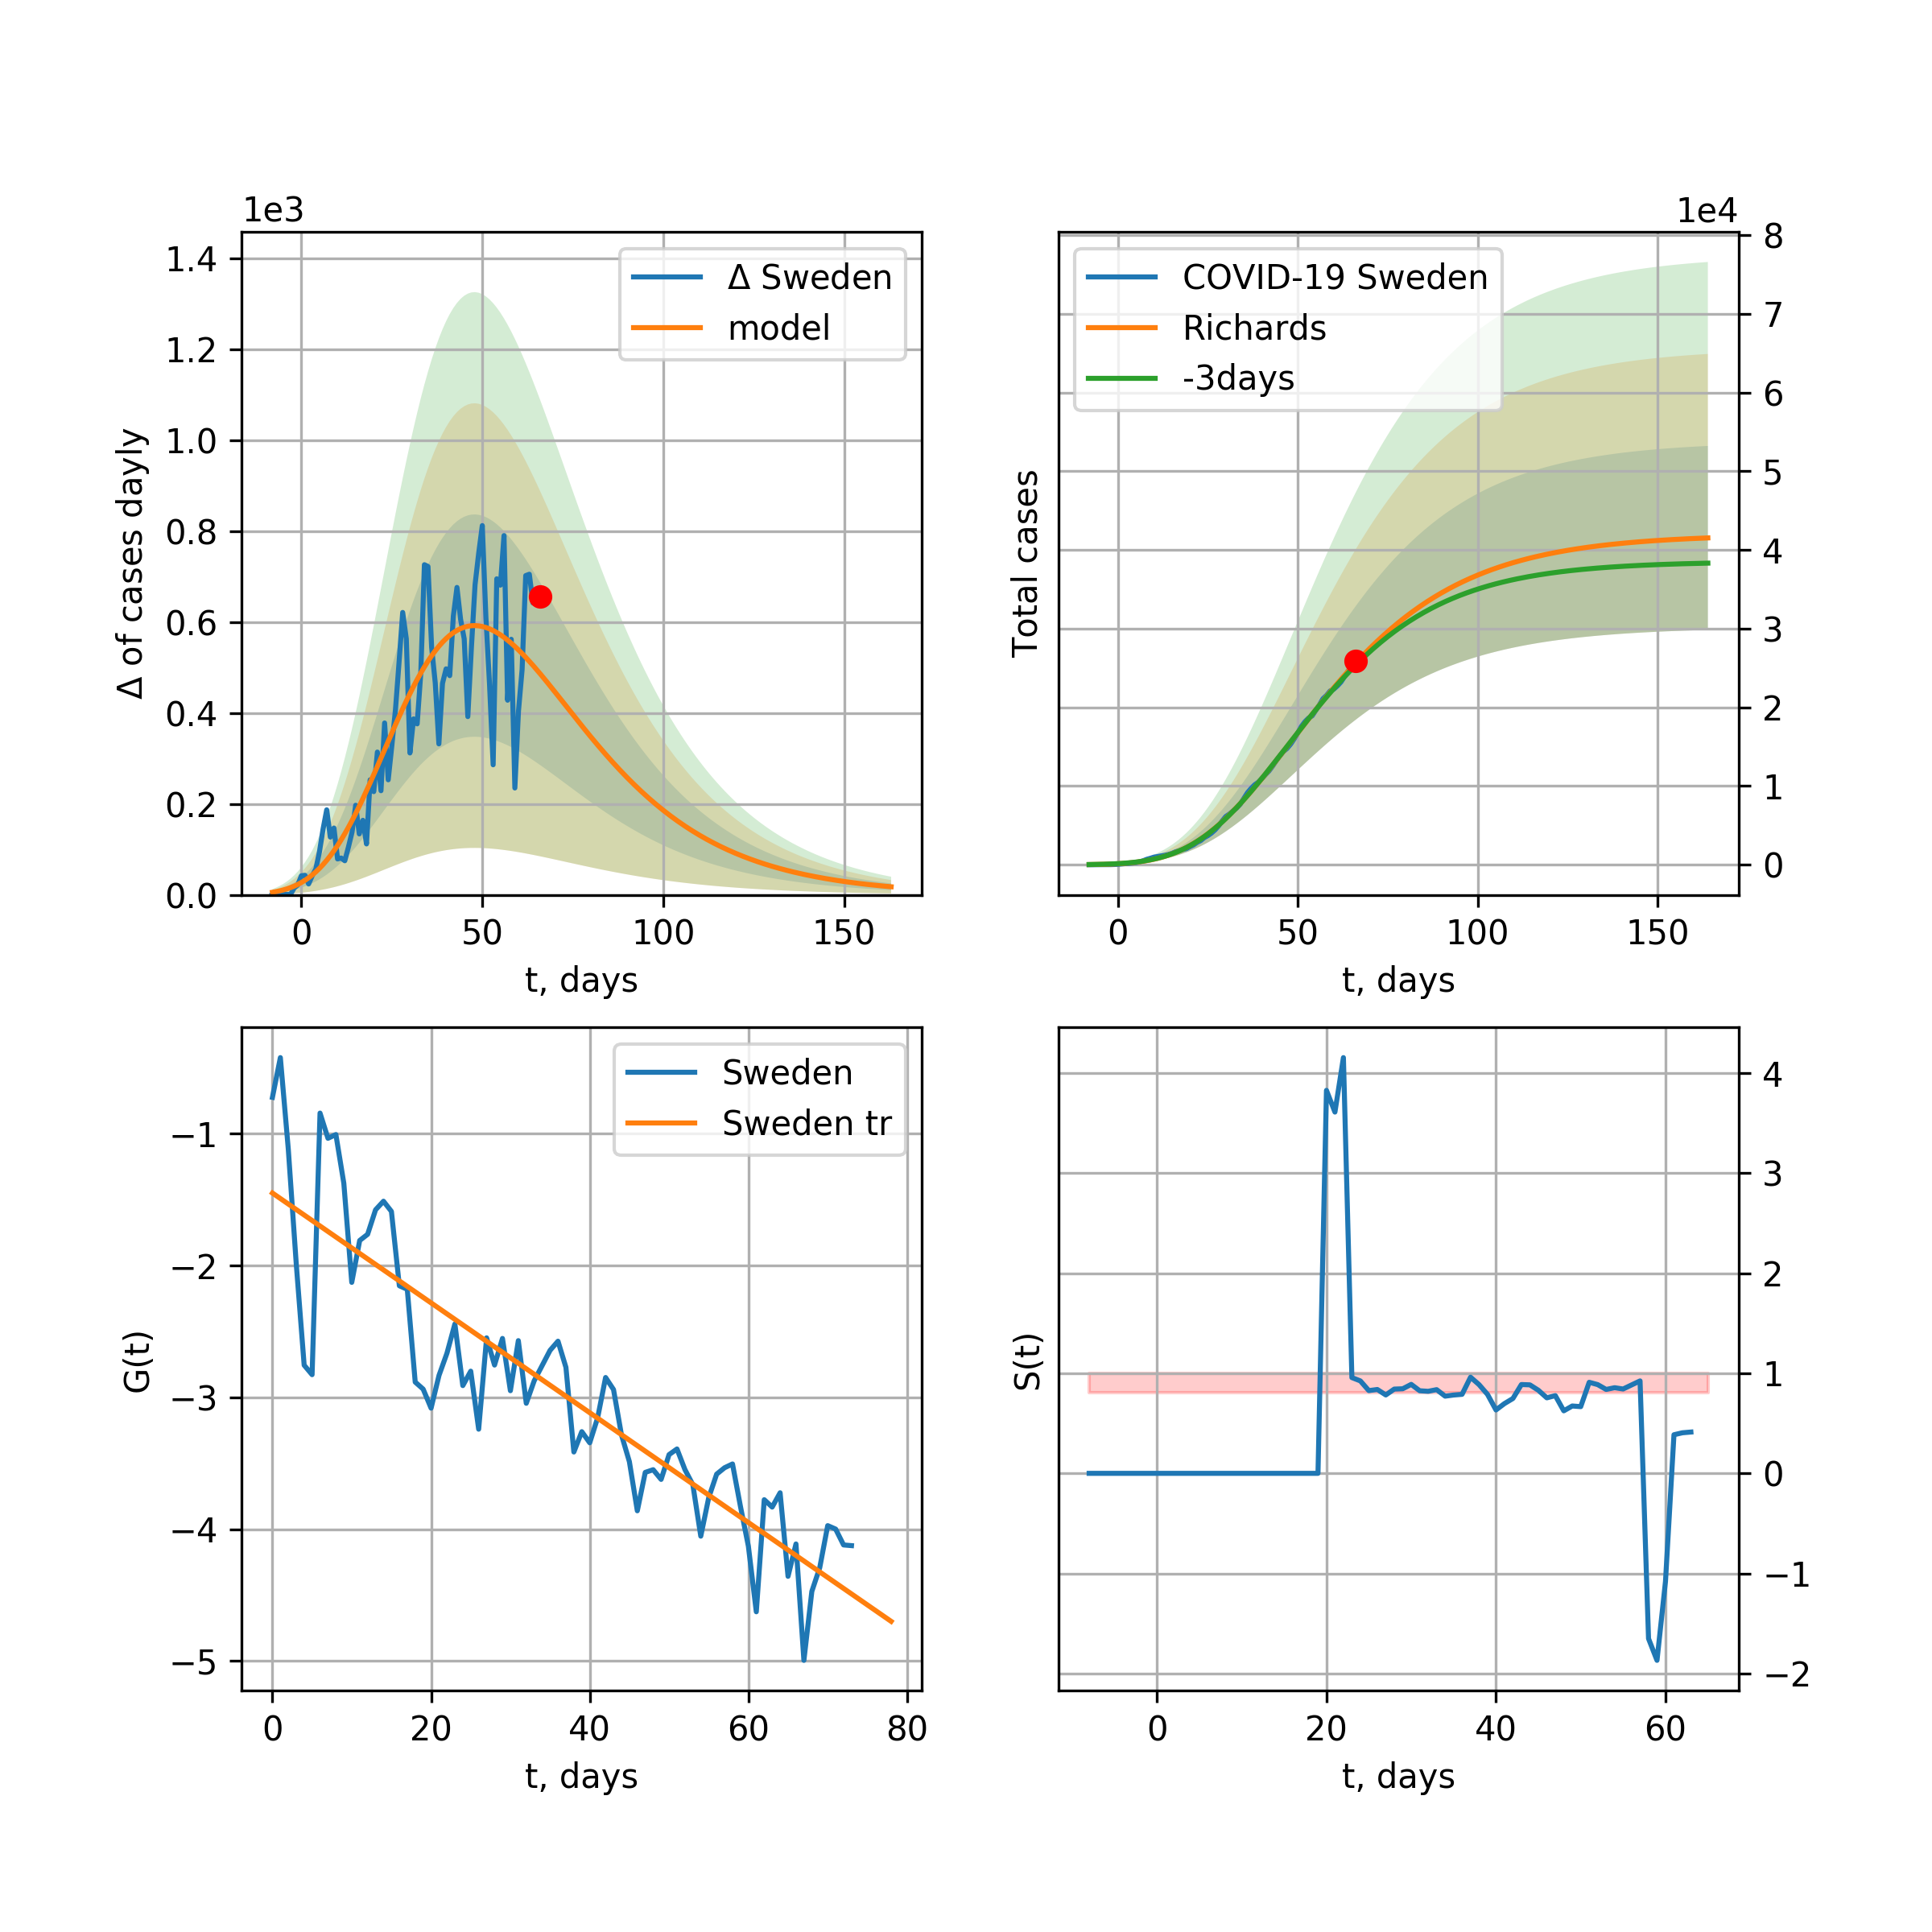 1e3
1.4
1.2
1.0
0.8
0.6
0.4
0.2
0.0
Δ of cases dayly
Δ Sweden
model
0 50 100 150
t, days
1e4
8
7
6
5
4
3
2
1
0
Total cases
COVID-19 Sweden
Richards
-3days
0 50 100 150
t, days
−1
−2
−3
−4
−5
G(t)
Sweden
Sweden tr
0 20 40 60 80
t, days
4
3
2
1
0
−1
−2
S(t)
0 20 40 60
t, days